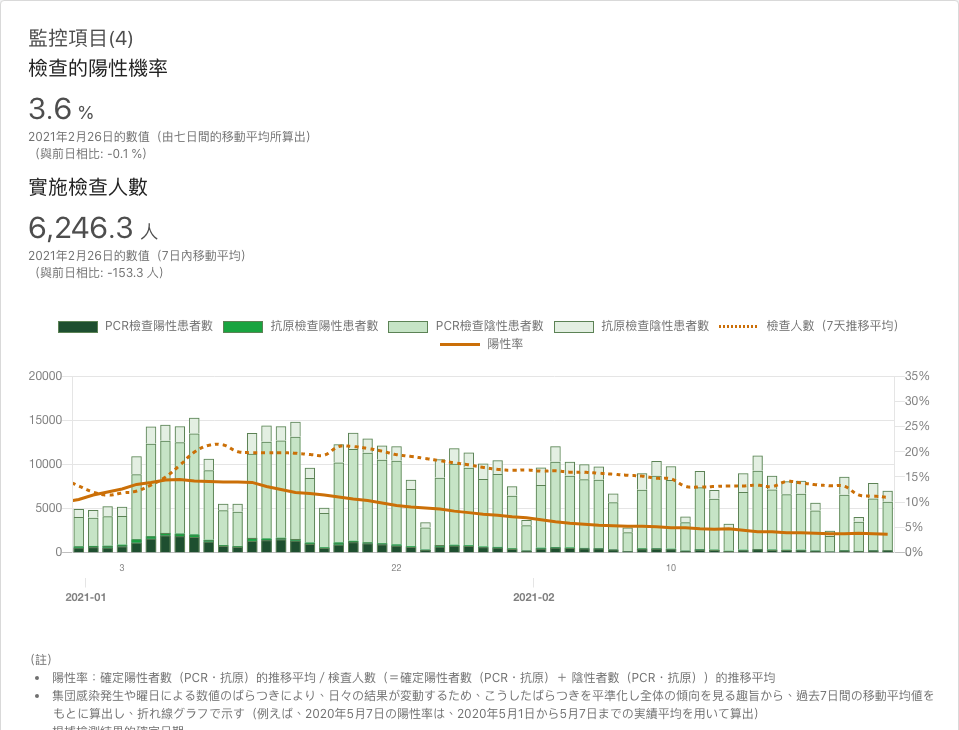 監控項目(4)
檢查的陽性機率
3.6 %
2021年2月26日的數值（由七日間的移動平均所算出）
（與前日相比: -0.1 %）
實施檢查人數
6,246.3 人
2021年2月26日的數值（7日內移動平均）
（與前日相比: -153.3 人）
PCR檢查陽性患者數 抗原檢查陽性患者數 PCR檢查陰性患者數 抗原檢查陰性患者數 檢查人數（7天推移平均）
陽性率
20000 35%
30%
15000 25%
20%
10000 15%
10%
5000 5%
0 0%
3 22 10
2021-01 2021-02
（註）
• 陽性率：確定陽性者數（PCR・抗原）的推移平均 / 檢查人數（＝確定陽性者數（PCR・抗原）＋ 陰性者數（PCR・抗原））的推移平均
• 集団感染発生や曜日による数値のばらつきにより、日々の結果が変動するため、こうしたばらつきを平準化し全体の傾向を見る趣旨から、過去7日間の移動平均値を
もとに算出し、折れ線グラフで示す（例えば、2020年5月7日の陽性率は、2020年5月1日から5月7日までの実績平均を用いて算出）